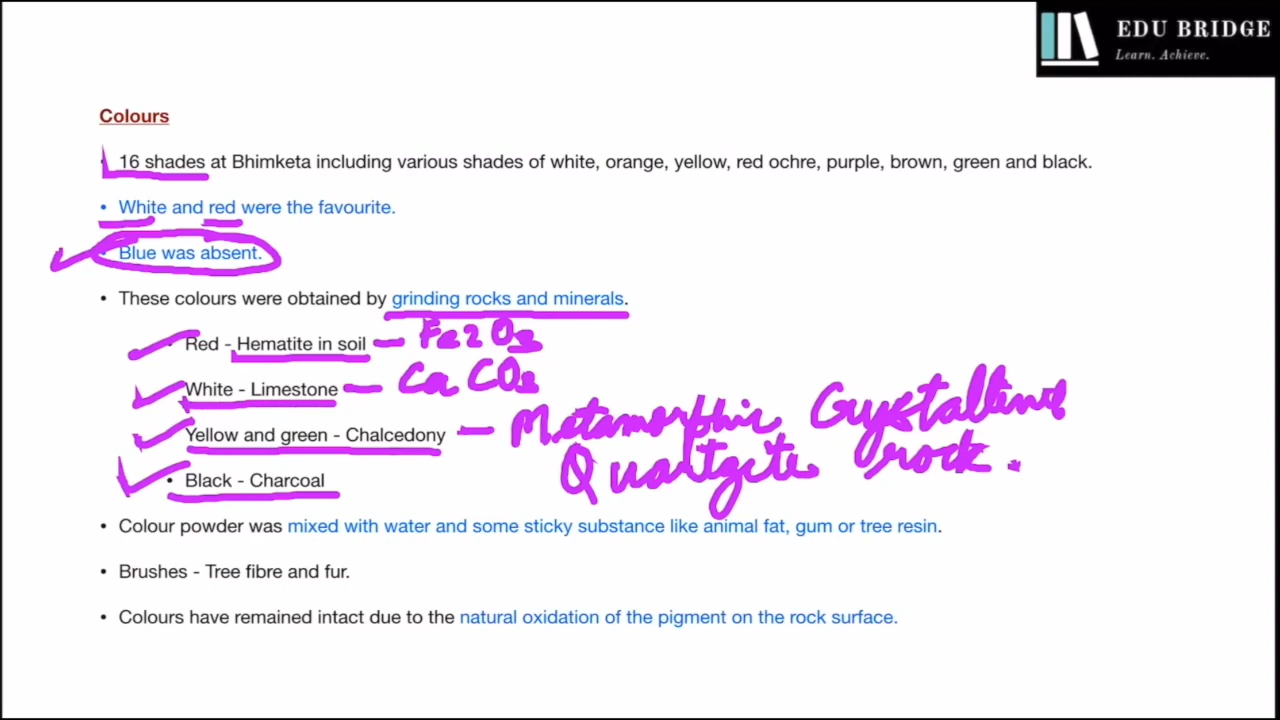 EDU BRIDGE
Learn. Achieve.
Colours
• 16 shades at Bhimketa including various shades of white, orange, yellow, red ochre, purple, brown, green and black.
• White and red were the favourite.
• Blue was absent.
• These colours were obtained by grinding rocks and minerals.
• Red - Hematite in soil — Fe2O3
• White - Limestone — CaCO3
• Yellow and green - Chalcedony — Metamorphic Crystalline
Quartzite rock.
• Black - Charcoal
• Colour powder was mixed with water and some sticky substance like animal fat, gum or tree resin.
• Brushes - Tree fibre and fur.
• Colours have remained intact due to the natural oxidation of the pigment on the rock surface.